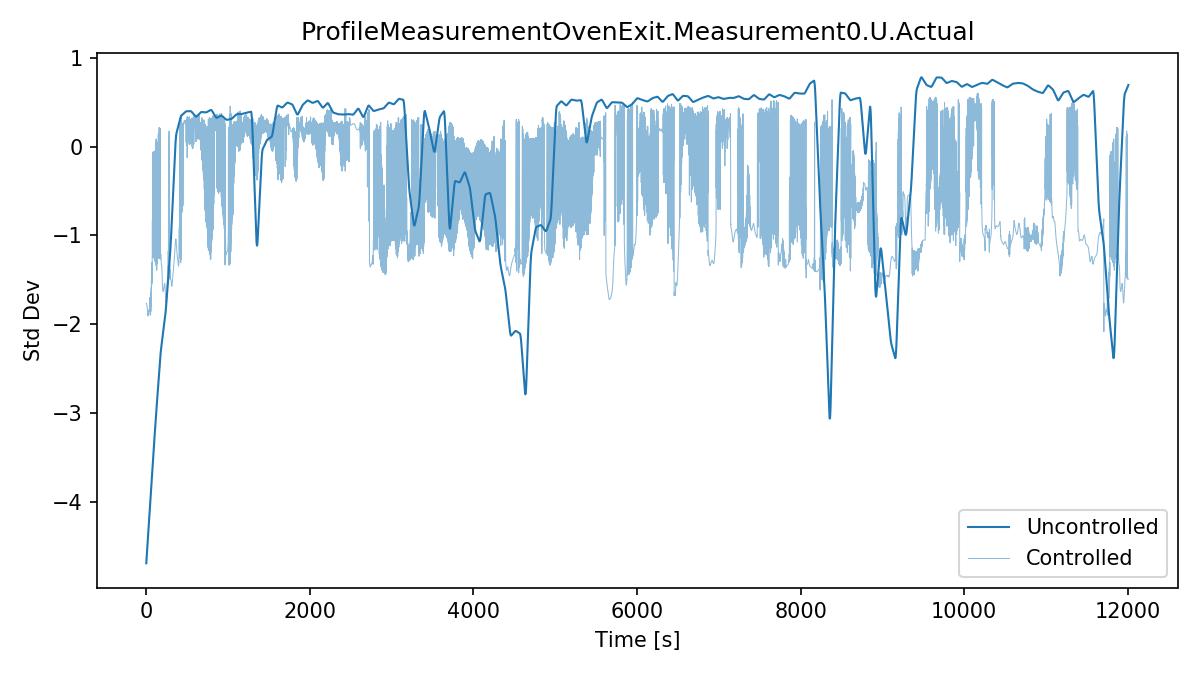 ProfileMeasurementOvenExit.Measurement0.U.Actual
1
0
−1
−2
−3
−4
Std Dev
0 2000 4000 6000 8000 10000 12000
Time [s]
Uncontrolled
Controlled